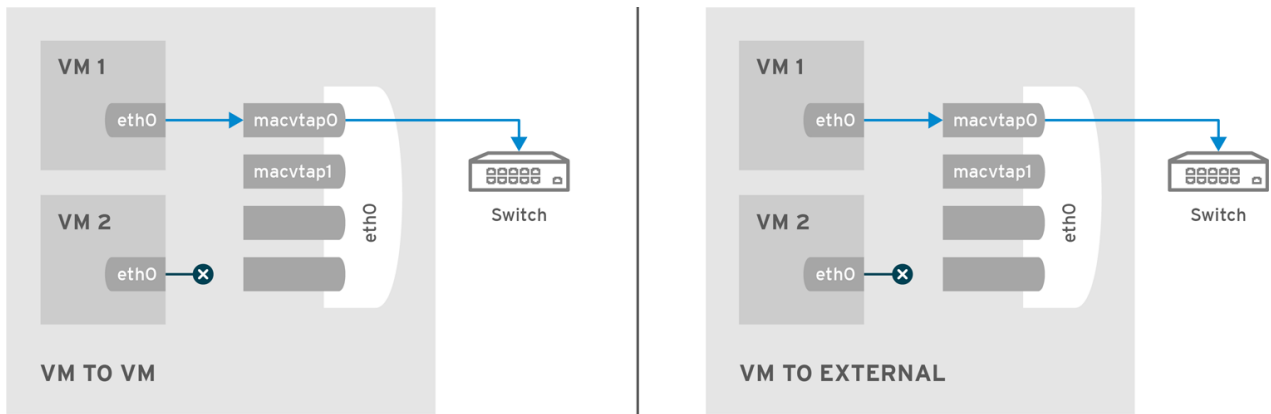 VM 1
eth0
macvtap0
macvtap1
Switch
eth0
VM 2
eth0
VM TO VM
VM 1
eth0
macvtap0
macvtap1
Switch
eth0
VM 2
eth0
VM TO EXTERNAL